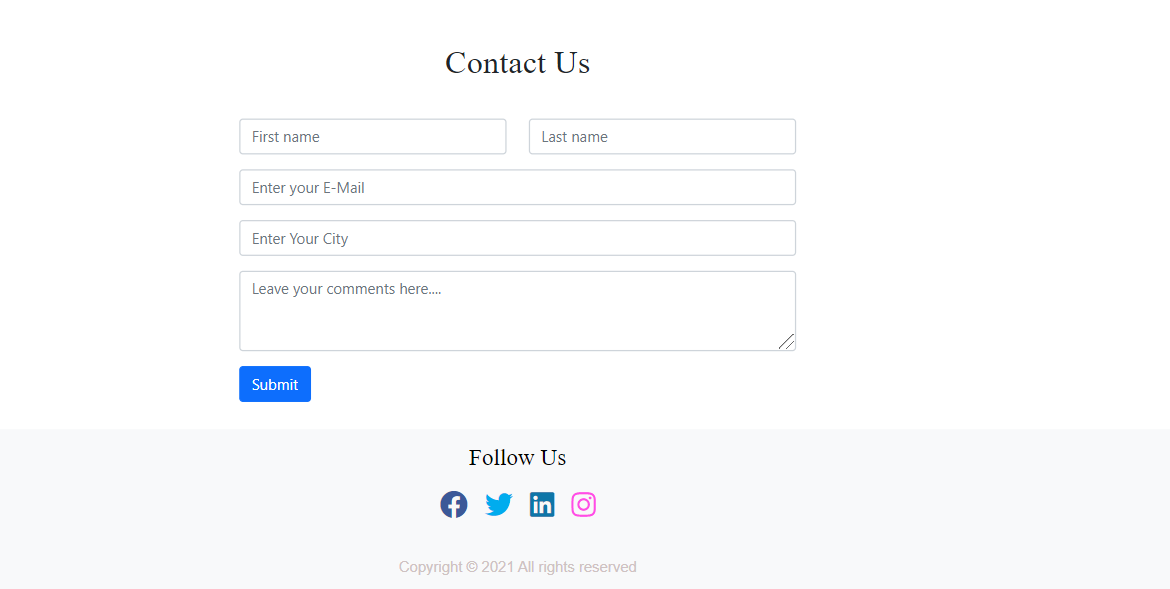 Contact Us
First name Last name
Enter your E-Mail
Enter Your City
Leave your comments here....
Submit
Follow Us
Copyright © 2021 All rights reserved